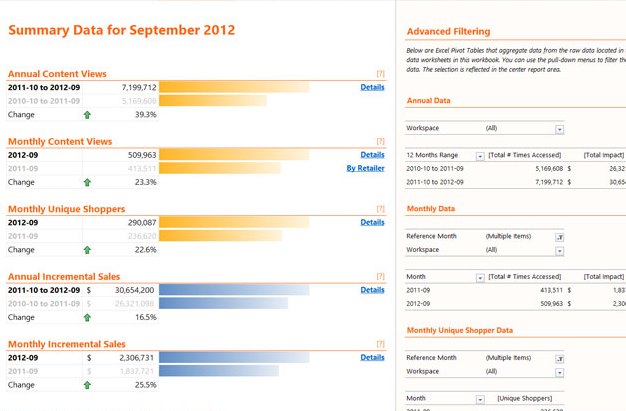 Summary Data for September 2012
Annual Content Views [?]
2011-10 to 2012-09 7,199,712 Details
2010-10 to 2011-09 5,169,608
Change 39.3%
Monthly Content Views [?]
2012-09 509,963 Details
2011-09 413,511 By Retailer
Change 23.3%
Monthly Unique Shoppers [?]
2012-09 290,087 Details
2011-09 236,620
Change 22.6%
Annual Incremental Sales [?]
2011-10 to 2012-09 $ 30,654,200 Details
2010-10 to 2011-09 $ 26,321,098
Change 16.5%
Monthly Incremental Sales [?]
2012-09 $ 2,306,731 Details
2011-09 $ 1,837,721
Change 25.5%
Advanced Filtering
Below are Excel Pivot Tables that aggregate data from the raw data located in
data worksheets in this workbook. You can use the pull-down menus to filter the
data. The selection is reflected in the center report area.
Annual Data
Workspace (All)
12 Months Range [Total # Times Accessed] [Total Impact]
2010-10 to 2011-09 5,169,608 $ 26,32
2011-10 to 2012-09 7,199,712 $ 30,65
Monthly Data
Reference Month (Multiple Items)
Workspace (All)
Month [Total # Times Accessed] [Total Impact]
2011-09 413,511 $ 1,83
2012-09 509,963 $ 2,30
Monthly Unique Shopper Data
Reference Month (Multiple Items)
Workspace (All)
Month [Unique Shoppers]